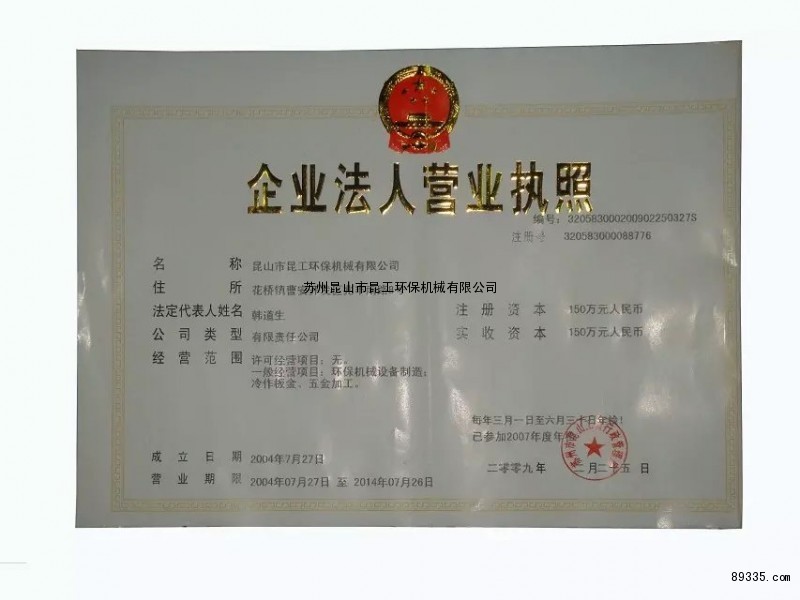 企业法人营业执照
编号：320583000200902250327S
注册号 320583000088776
名 称 昆山市昆工环保机械有限公司
住 所 花桥镇曹安
苏州昆山市昆工环保机械有限公司
法定代表人姓名 韩逼生
注 册 资 本 150万元人民币
公 司 类 型 有限责任公司
实 收 资 本 150万元人民币
经 营 范 围 许可经营项目：无。
一般经营项目：环保机械设备制造；
冷作钣金、五金加工。
每年三月一日至六月三十日年检！
已参加2007年度年
成 立 日 期 2004年7月27日
二零零九年 二月二十五日
营 业 期 限 2004年07月27日 至 2014年07月26日
89335.com